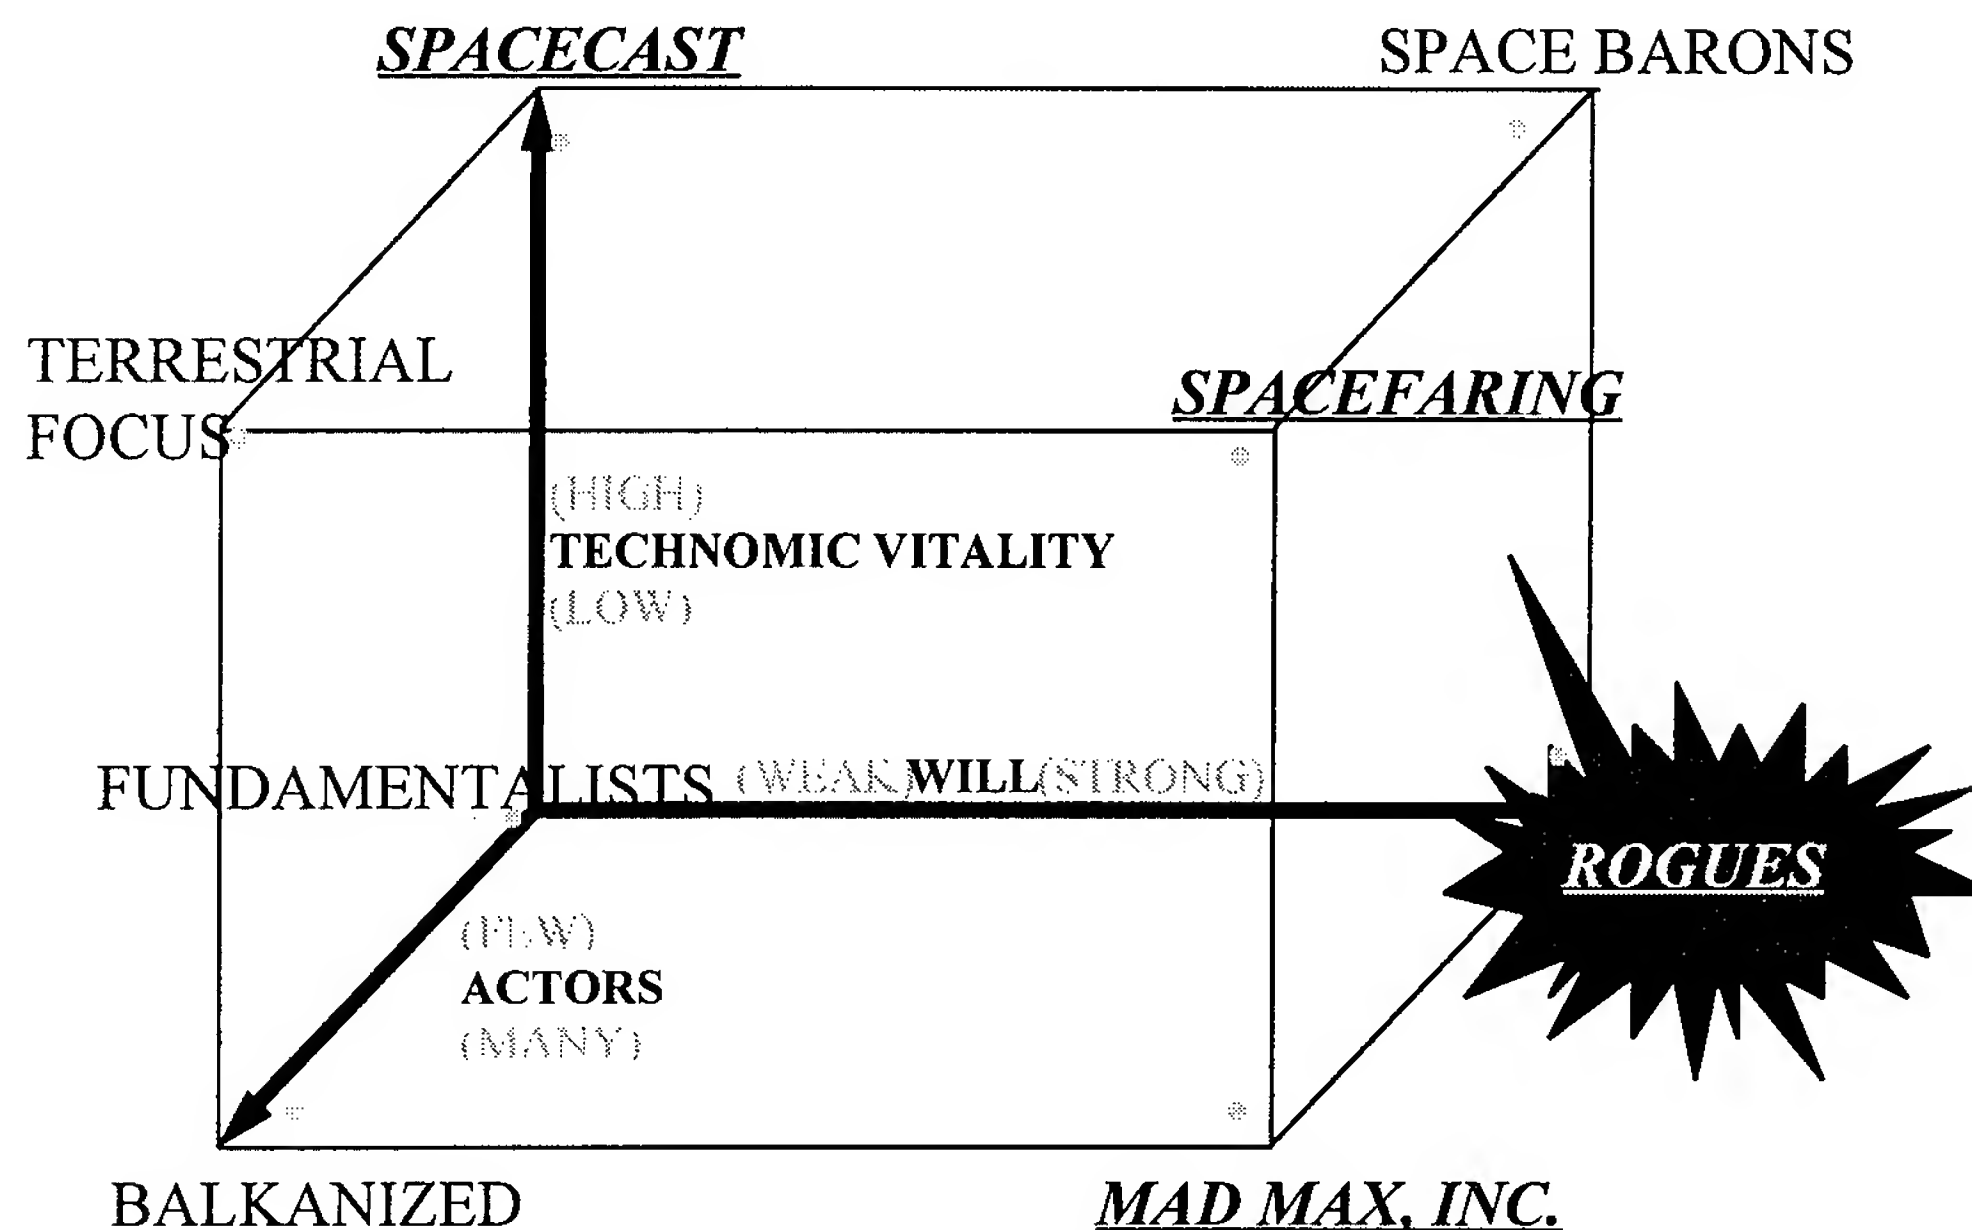 SPACECAST
SPACE BARONS
TERRESTRIAL
FOCUS
SPACEFARING
(HIGH)
TECHNOMIC VITALITY
(LOW)
FUNDAMENTALISTS (WEAK)WILL(STRONG)
ROGUES
(FEW)
ACTORS
(MANY)
BALKANIZED
MAD MAX, INC.